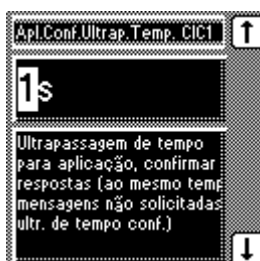 Apl.Conf.Ultrap.Temp. CIC1
1s
Ultrapassagem de tempo
para aplicação, confirmar
respostas (ao mesmo temp
mensagens não solicitadas
ultr. de tempo conf.)